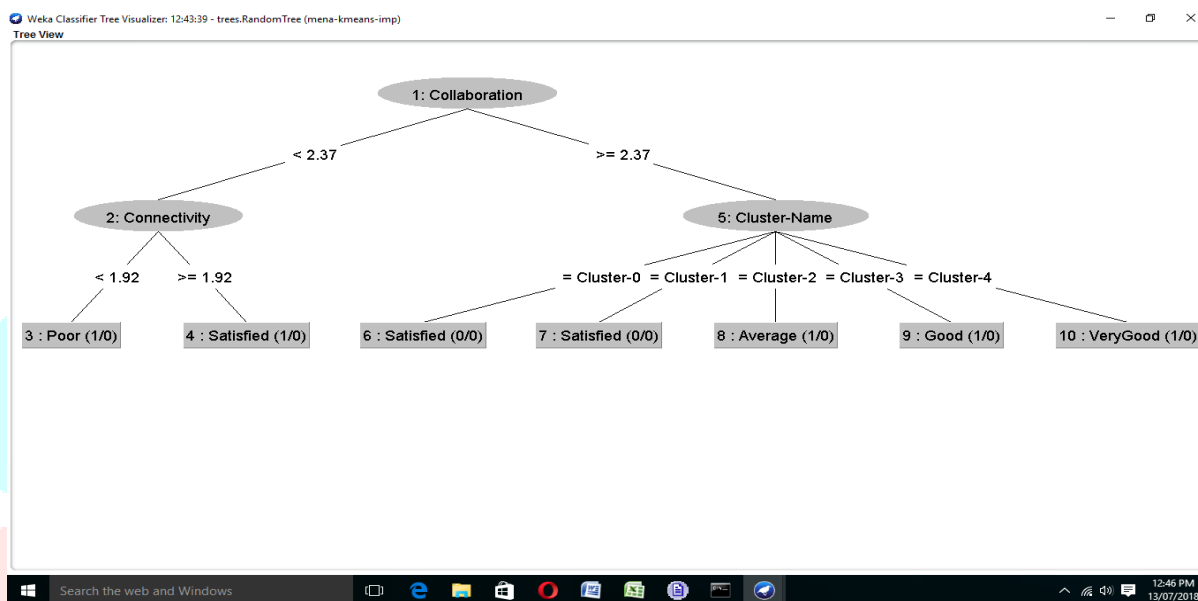 Weka Classifier Tree Visualizer: 12:43:39 - trees.RandomTree (mena-kmeans-imp)
Tree View
1: Collaboration
< 2.37 >= 2.37
2: Connectivity 5: Cluster-Name
< 1.92 >= 1.92 = Cluster-0 = Cluster-1 = Cluster-2 = Cluster-3 = Cluster-4
3 : Poor (1/0) 4 : Satisfied (1/0) 6 : Satisfied (0/0) 7 : Satisfied (0/0) 8 : Average (1/0) 9 : Good (1/0) 10 : VeryGood (1/0)
Search the web and Windows
12:46 PM
13/07/2018